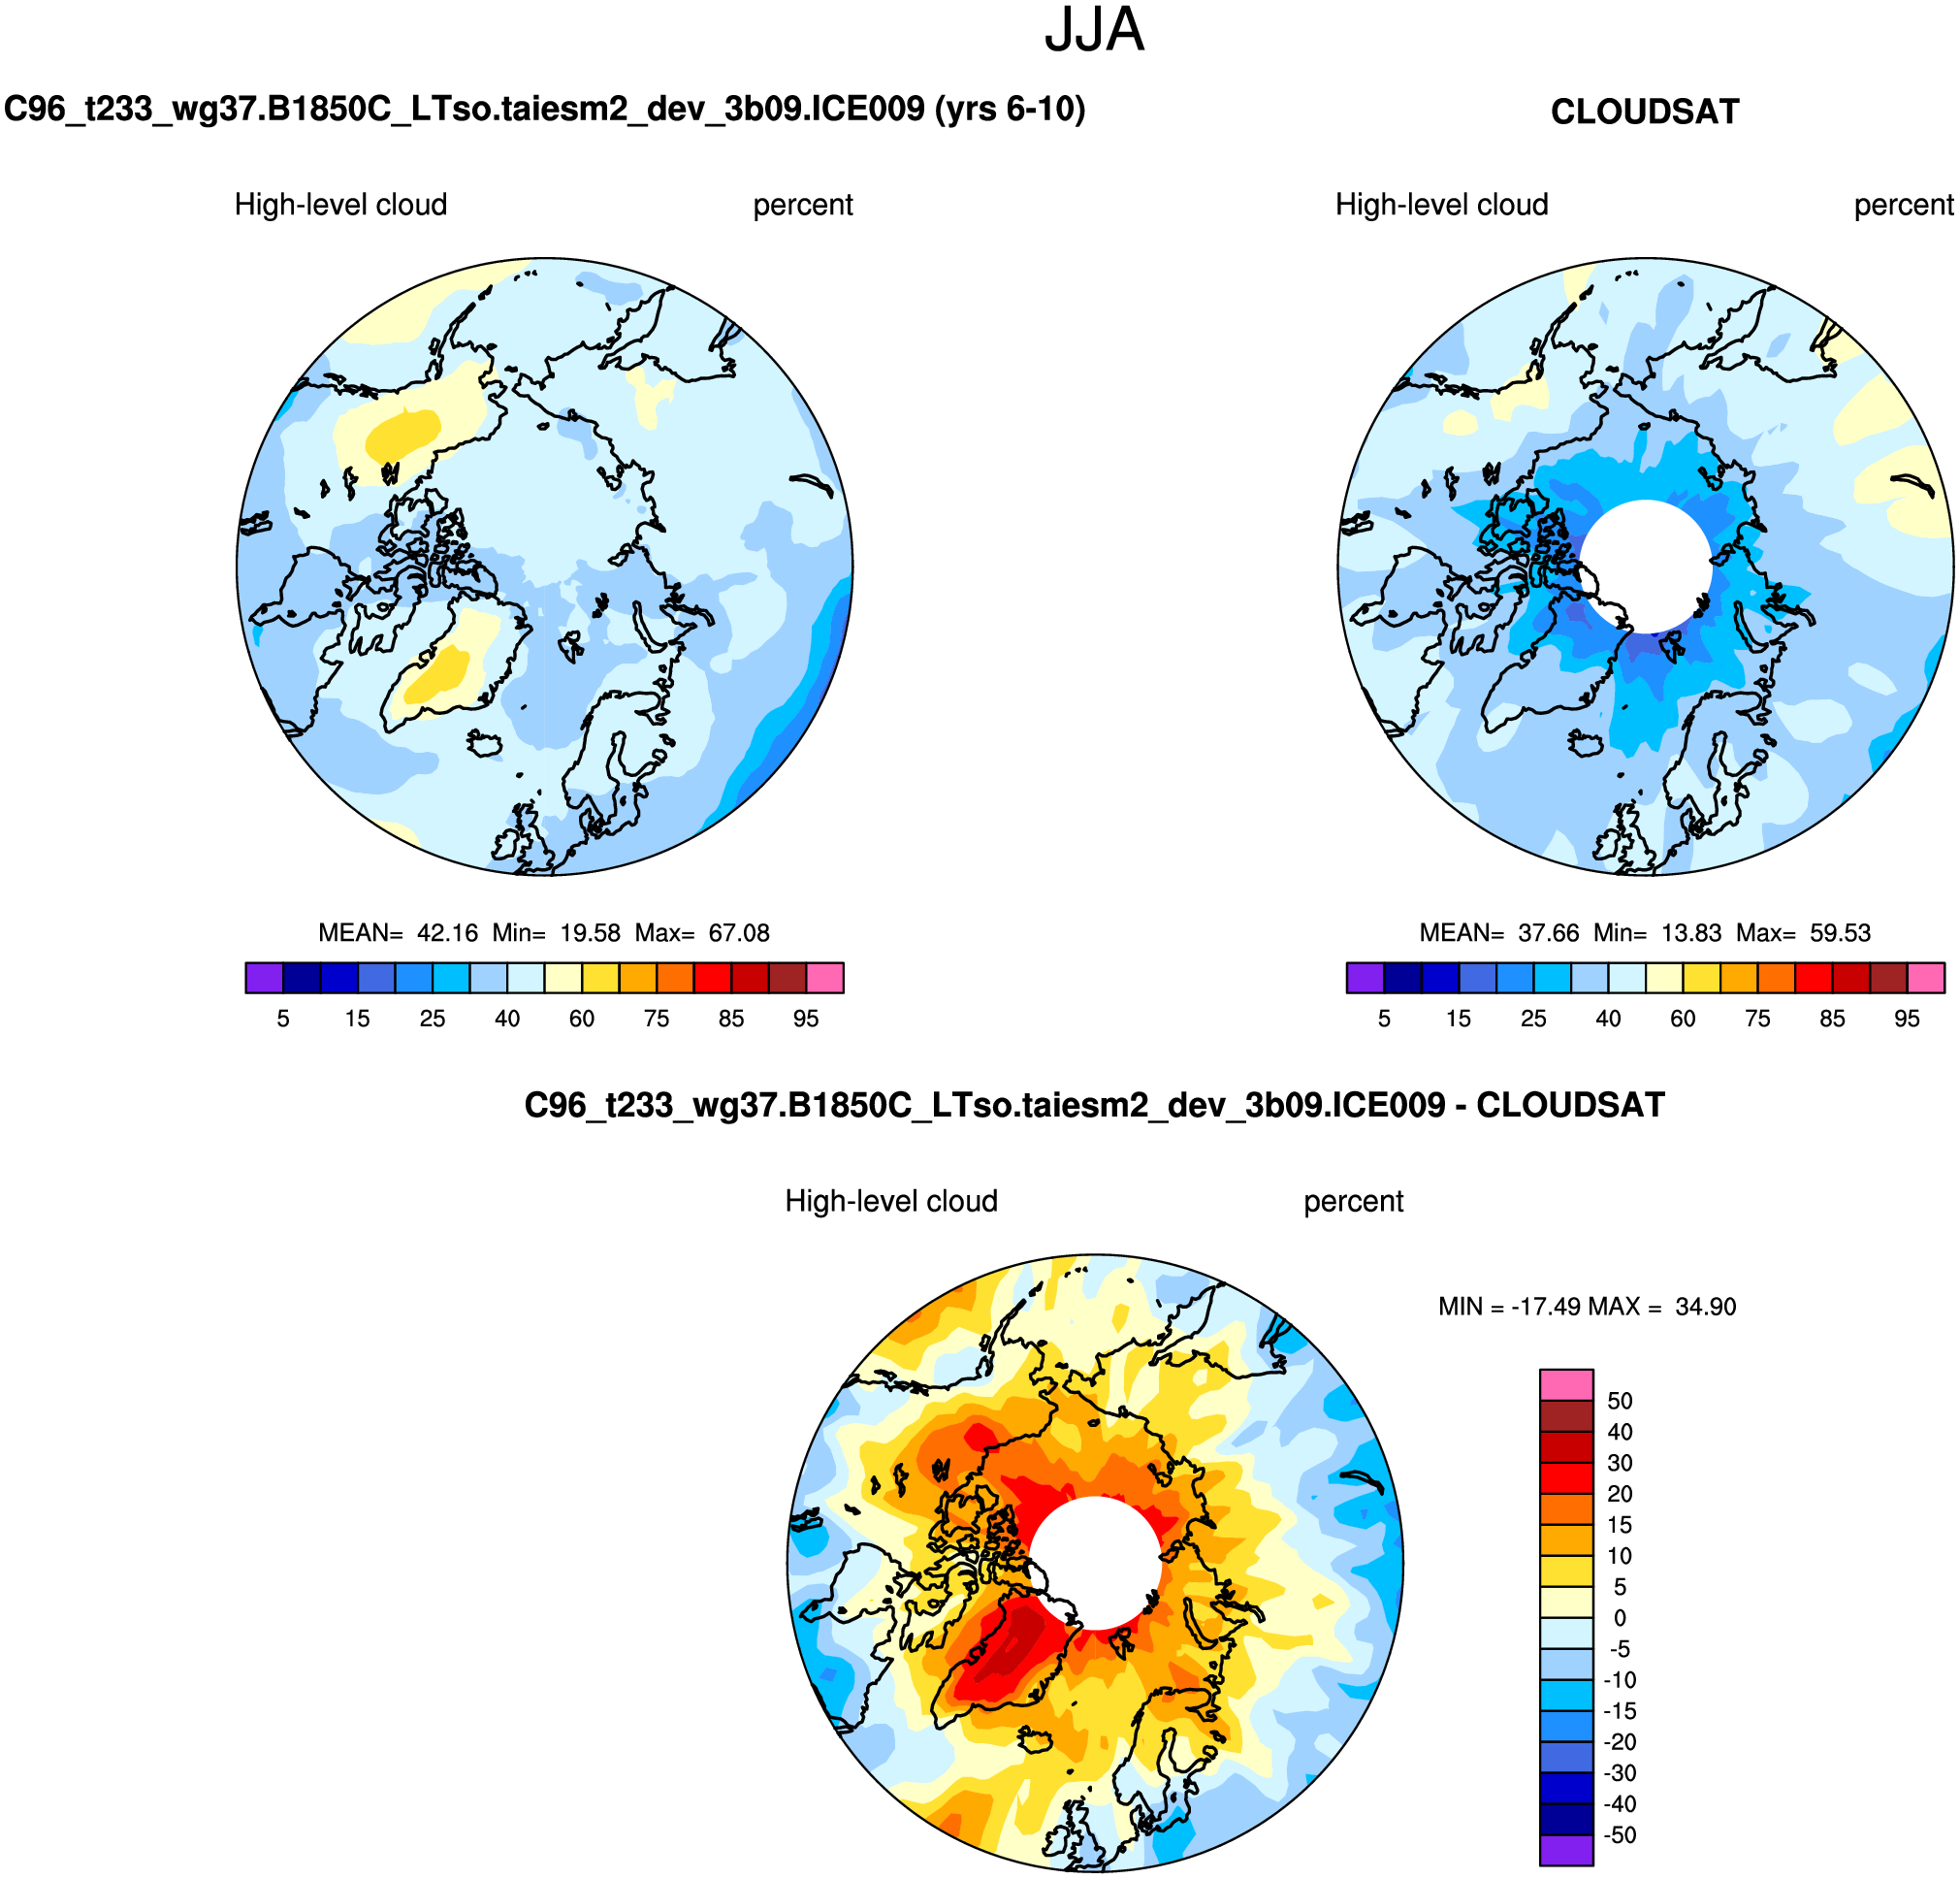 JJA
C96_t233_wg37.B1850C_LTso.taiesm2_dev_3b09.ICE009 (yrs 6-10)
CLOUDSAT
High-level cloud percent
High-level cloud percent
MEAN= 42.16 Min= 19.58 Max= 67.08
MEAN= 37.66 Min= 13.83 Max= 59.53
5 15 25 40 60 75 85 95
5 15 25 40 60 75 85 95
C96_t233_wg37.B1850C_LTso.taiesm2_dev_3b09.ICE009 - CLOUDSAT
High-level cloud percent
MIN = -17.49 MAX = 34.90
50
40
30
20
15
10
5
0
-5
-10
-15
-20
-30
-40
-50